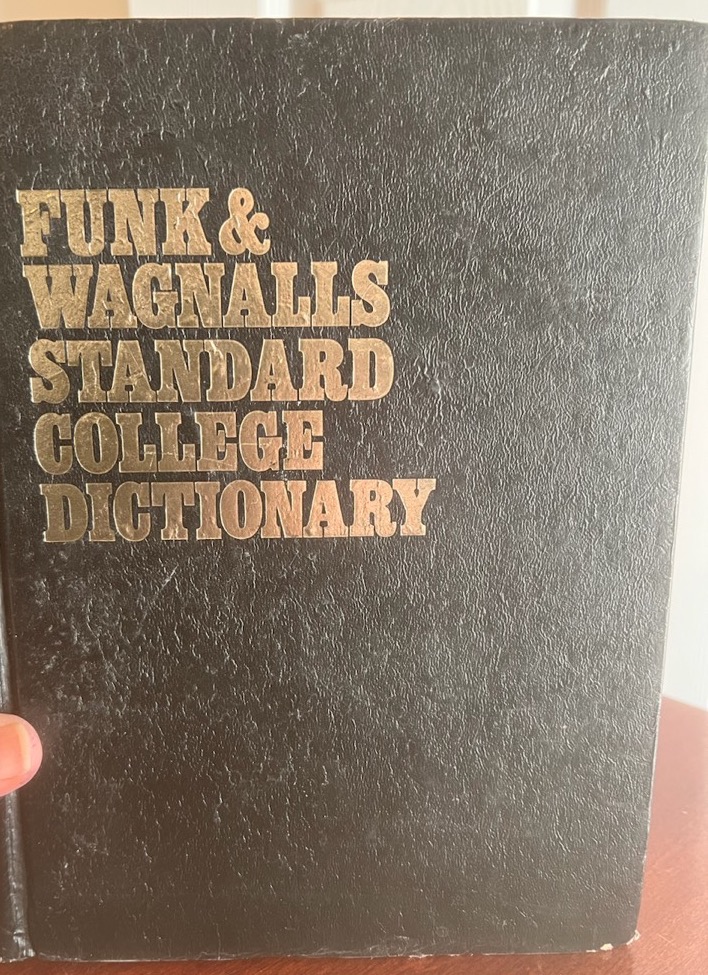 FUNK &
WAGNALLS
STANDARD
COLLEGE
DICTIONARY